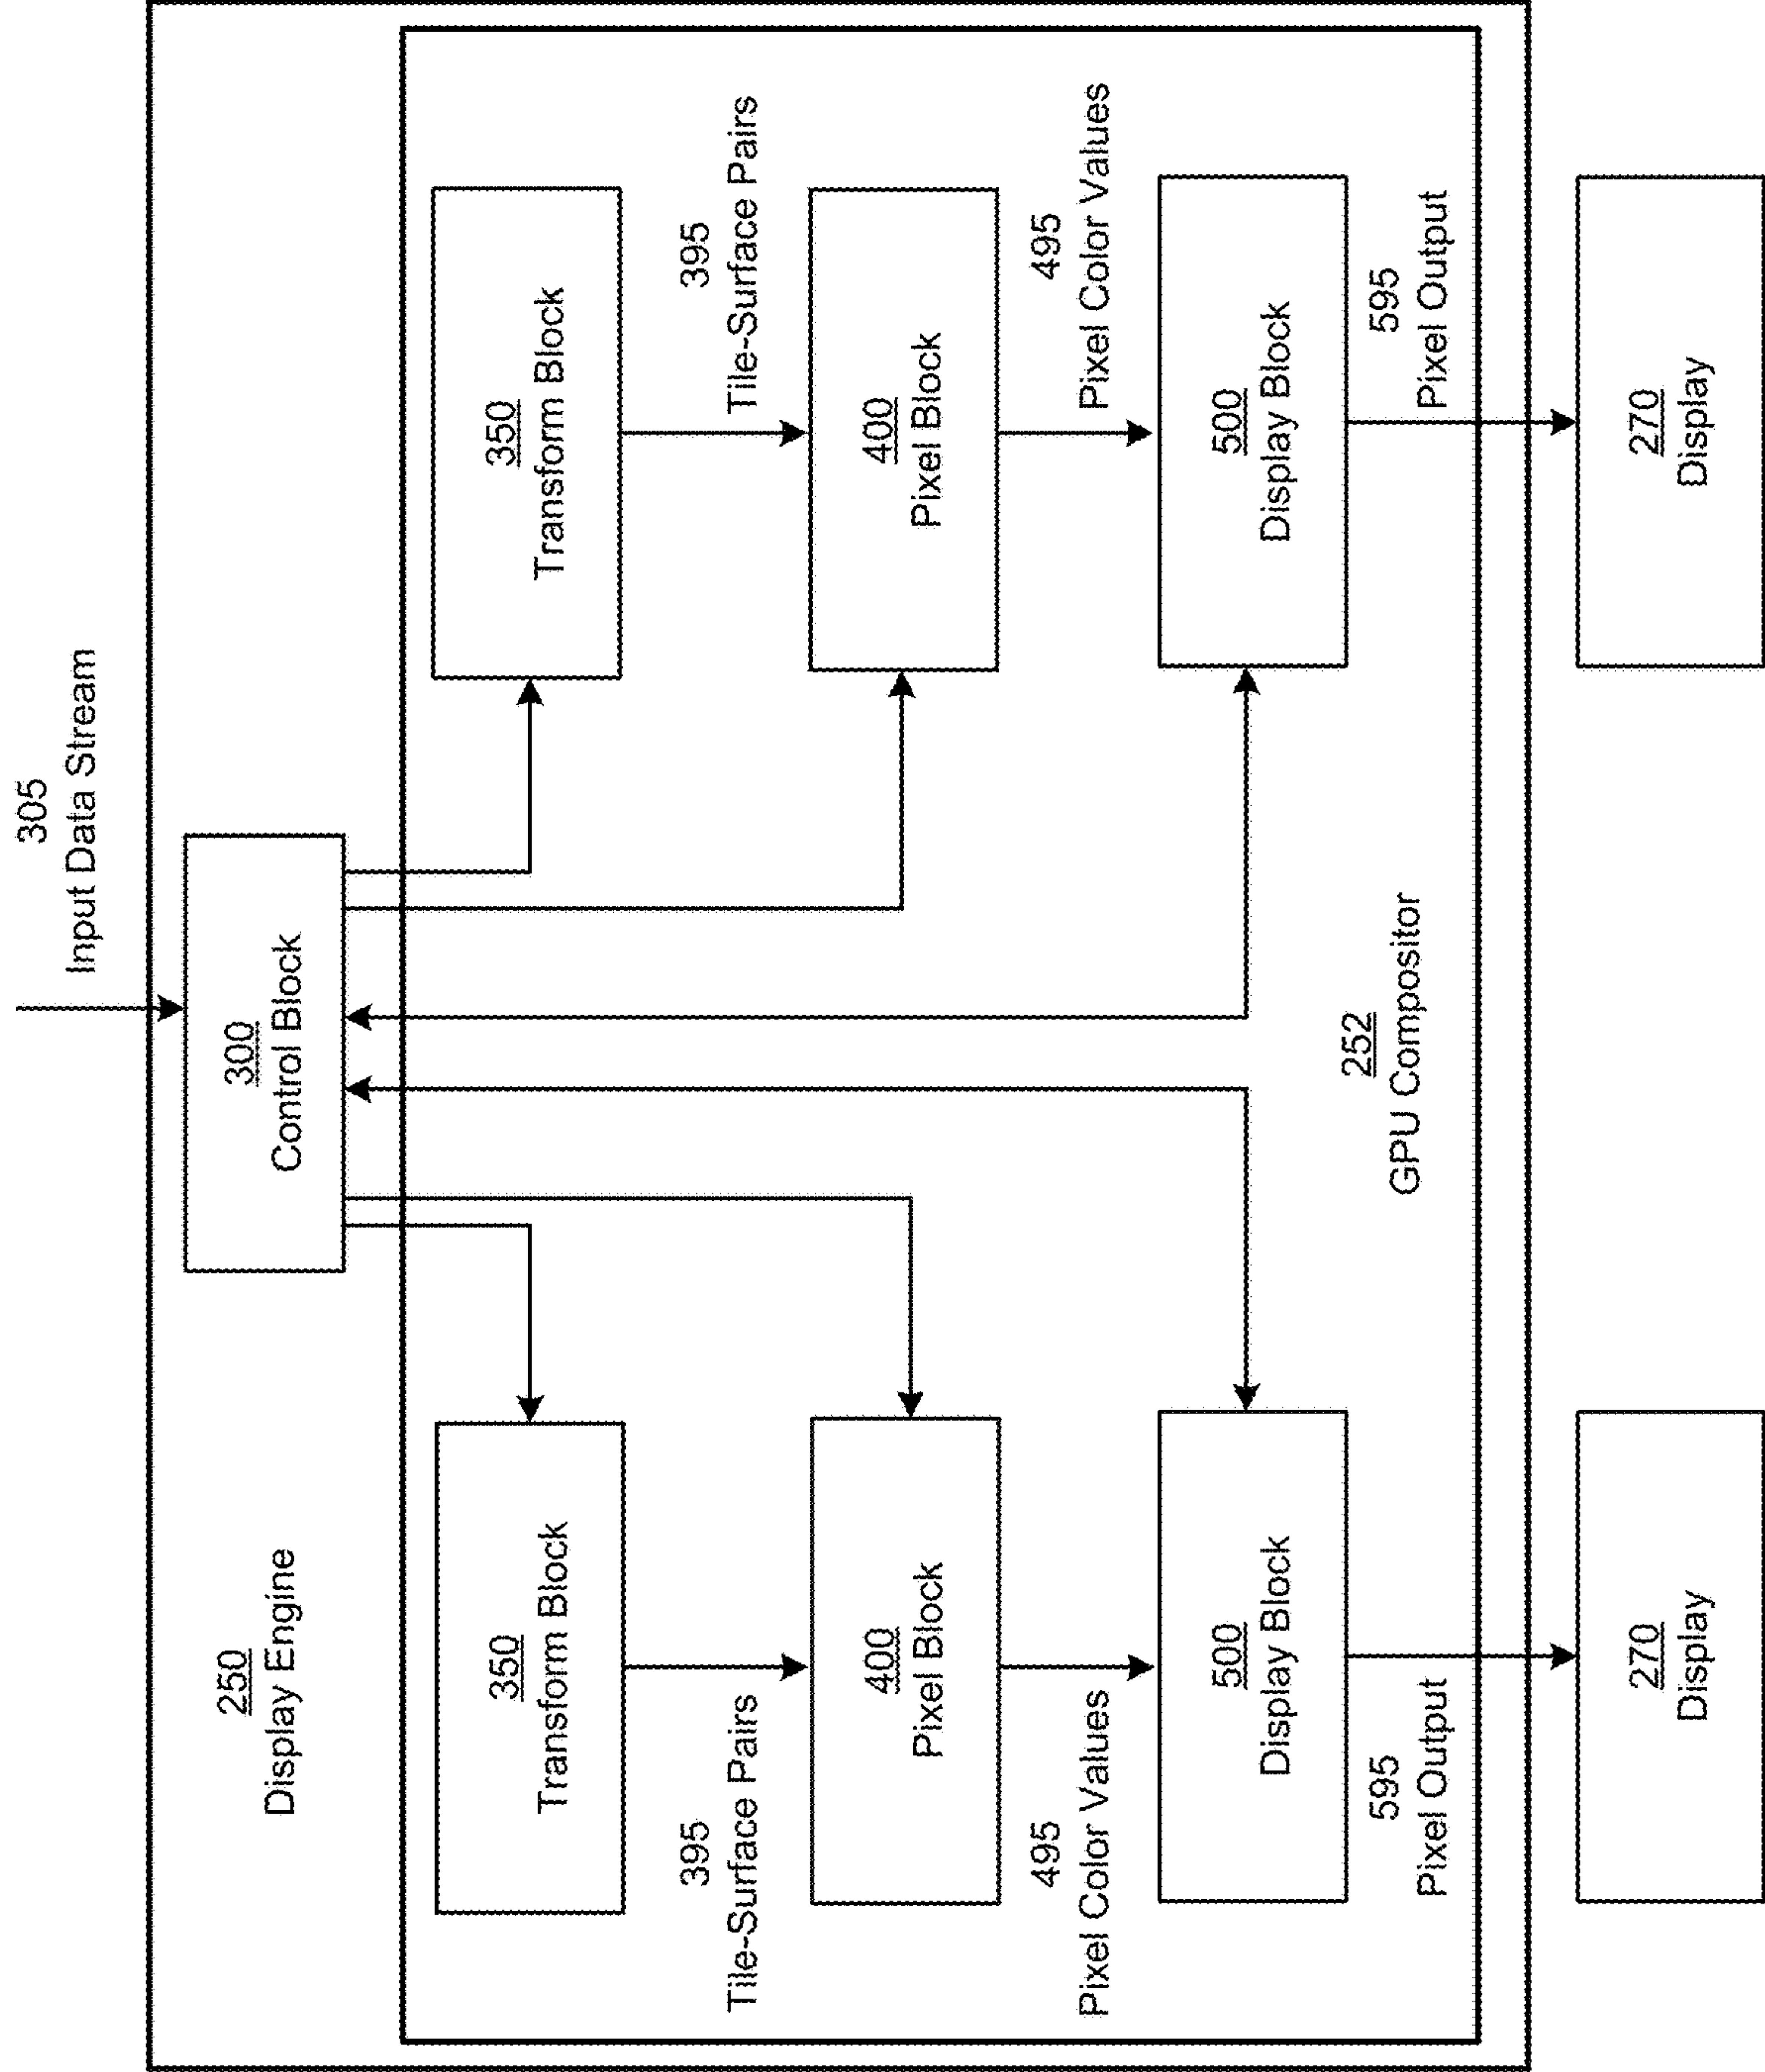 305
Input Data Stream
250
Display Engine
300
Control Block
350
Transform Block
350
Transform Block
395
Tile-Surface Pairs
395
Tile-Surface Pairs
400
Pixel Block
400
Pixel Block
495
Pixel Color Values
495
Pixel Color Values
500
Display Block
500
Display Block
252
GPU Compositor
595
Pixel Output
595
Pixel Output
270
Display
270
Display